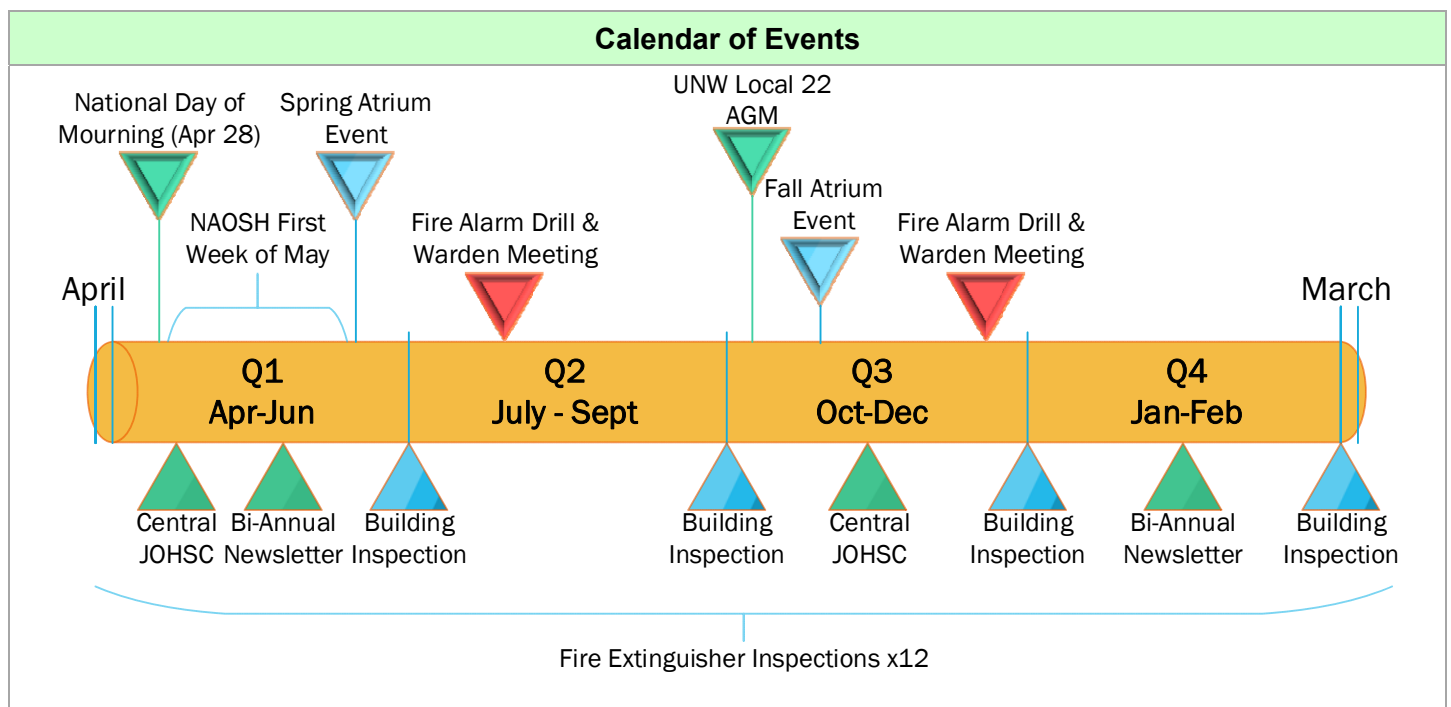 Calendar of Events
National Day of
Mourning (Apr 28)
Spring Atrium
Event
UNW Local 22
AGM
Fall Atrium
Event
NAOSH First
Week of May
Fire Alarm Drill &
Warden Meeting
Fire Alarm Drill &
Warden Meeting
April
March
Q1
Apr-Jun
Q2
July - Sept
Q3
Oct-Dec
Q4
Jan-Feb
Central
JOHSC
Bi-Annual
Newsletter
Building
Inspection
Building
Inspection
Central
JOHSC
Building
Inspection
Bi-Annual
Newsletter
Building
Inspection
Fire Extinguisher Inspections x12